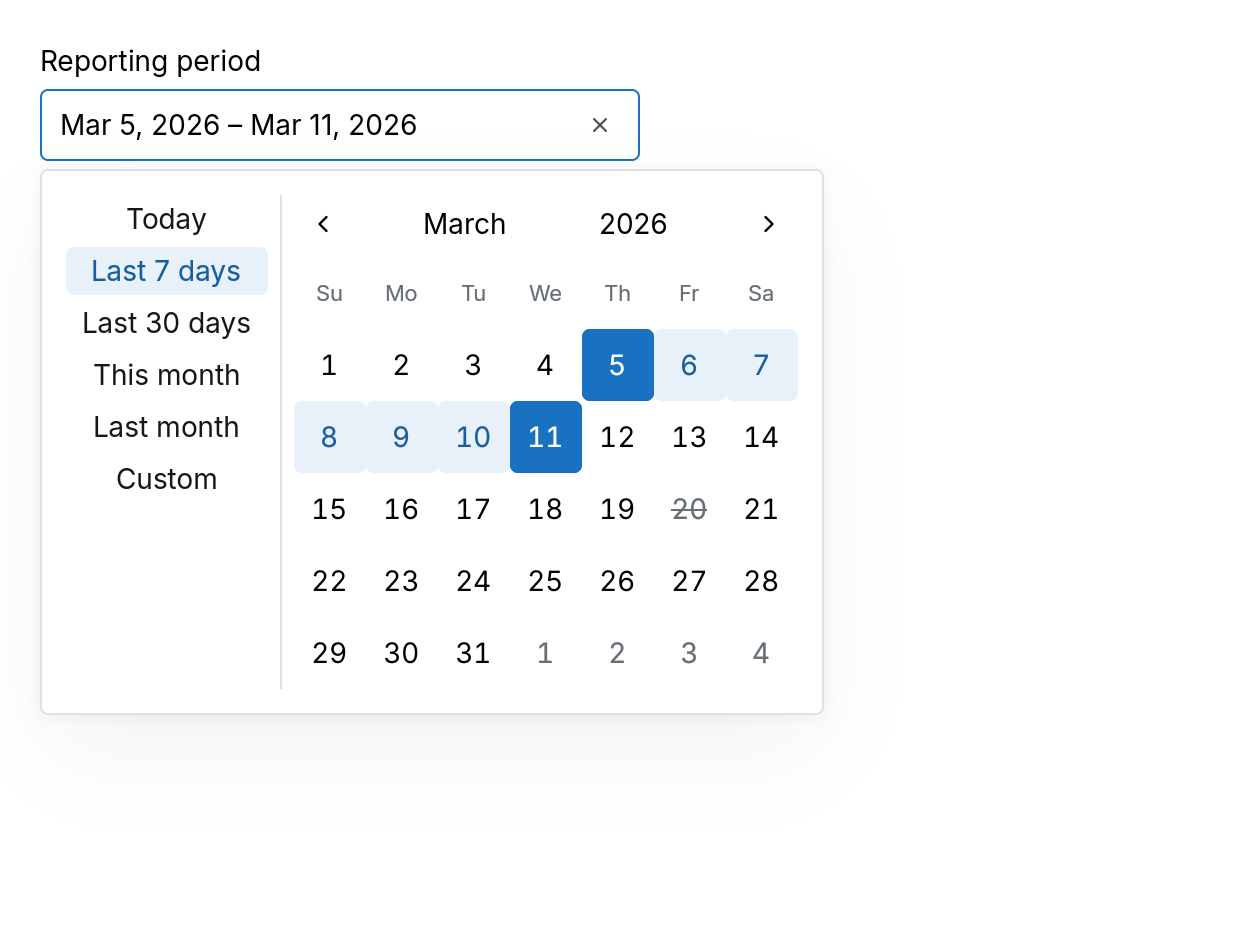 Reporting period
Mar 5, 2026 – Mar 11, 2026
Today
Last 7 days
Last 30 days
This month
Last month
Custom
March 2026
Su Mo Tu We Th Fr Sa
1 2 3 4 5 6 7
8 9 10 11 12 13 14
15 16 17 18 19 20 21
22 23 24 25 26 27 28
29 30 31 1 2 3 4